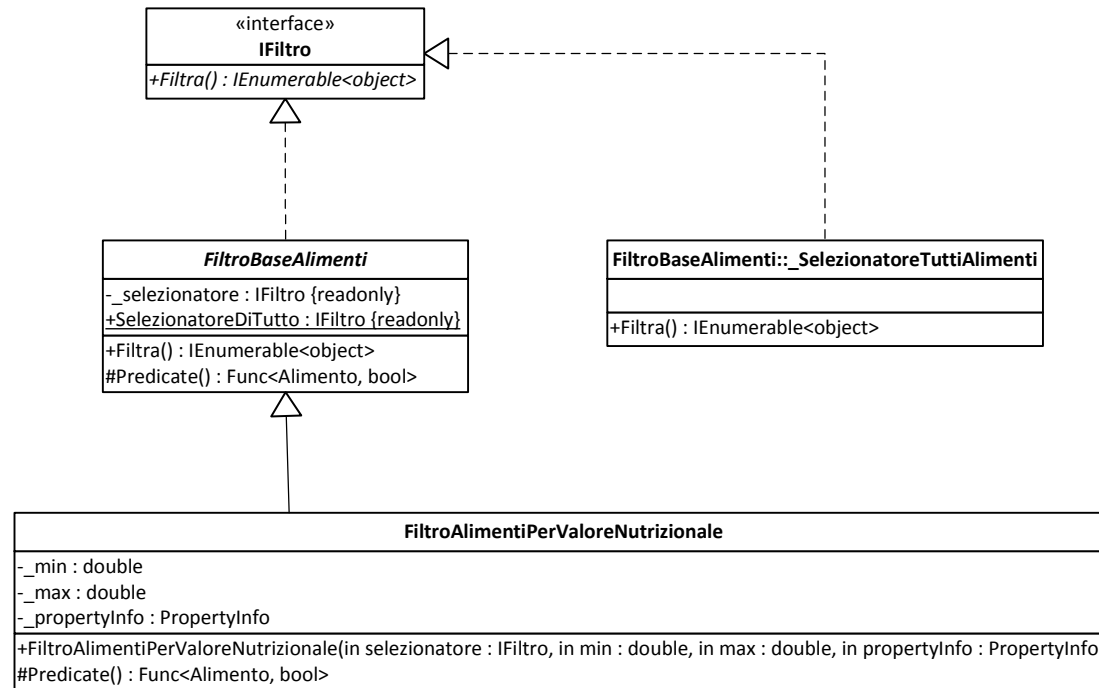 «interface»
IFiltro
+Filtra() : IEnumerable<object>
FiltroBaseAlimenti
-_selezionatore : IFiltro {readonly}
+SelezionatoreDiTutto : IFiltro {readonly}
+Filtra() : IEnumerable<object>
#Predicate() : Func<Alimento, bool>
FiltroBaseAlimenti::_SelezionatoreTuttiAlimenti
+Filtra() : IEnumerable<object>
FiltroAlimentiPerValoreNutrizionale
-_min : double
-_max : double
-_propertyInfo : PropertyInfo
+FiltroAlimentiPerValoreNutrizionale(in selezionatore : IFiltro, in min : double, in max : double, in propertyInfo : PropertyInfo
#Predicate() : Func<Alimento, bool>